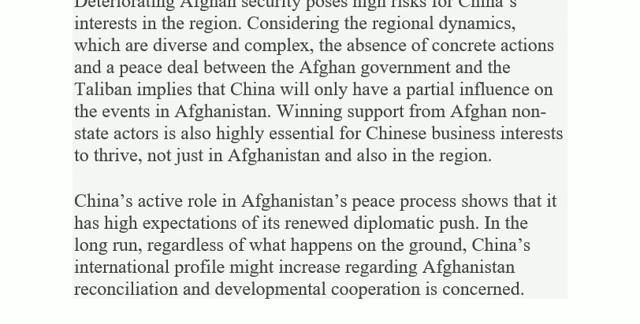 Deteriorating Afghan security poses high risks for China's
interests in the region. Considering the regional dynamics,
which are diverse and complex, the absence of concrete actions
and a peace deal between the Afghan government and the
Taliban implies that China will only have a partial influence on
the events in Afghanistan. Winning support from Afghan non-
state actors is also highly essential for Chinese business interests
to thrive, not just in Afghanistan and also in the region.
China's active role in Afghanistan's peace process shows that it
has high expectations of its renewed diplomatic push. In the
long run, regardless of what happens on the ground, China's
international profile might increase regarding Afghanistan
reconciliation and developmental cooperation is concerned.